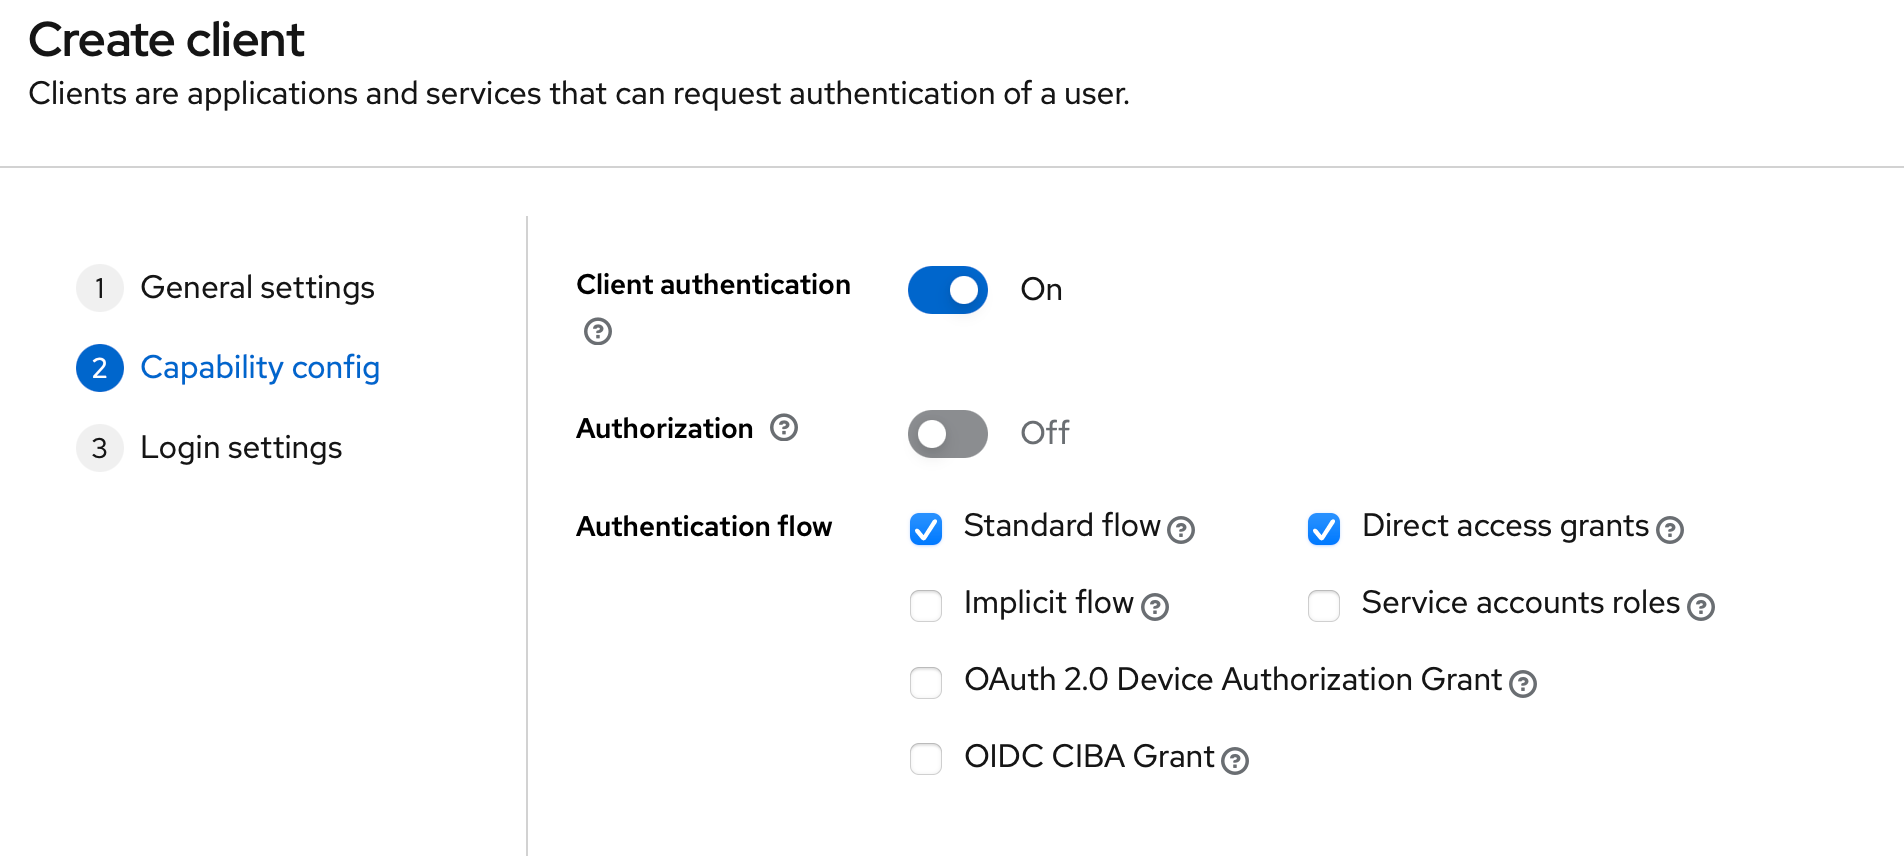 Create client
Clients are applications and services that can request authentication of a user.
1 General settings
2 Capability config
3 Login settings
Client authentication
?
On
Authorization ?
Off
Authentication flow
Standard flow ? Direct access grants ?
Implicit flow ? Service accounts roles ?
OAuth 2.0 Device Authorization Grant ?
OIDC CIBA Grant ?